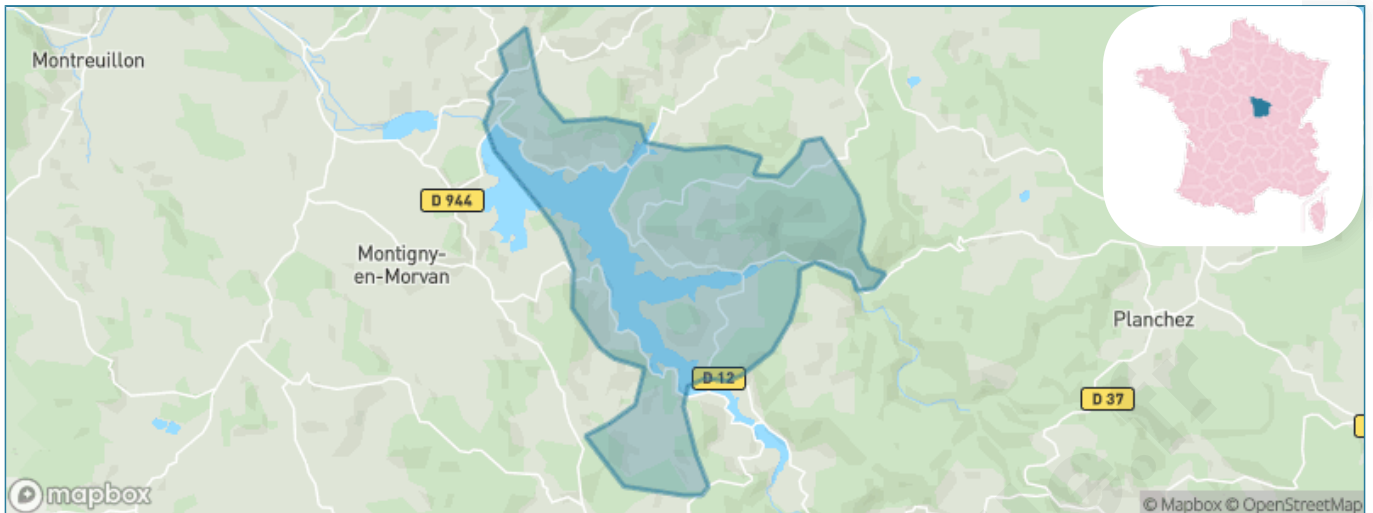 Montreuillon
D 944
Montigny-
en-Morvan
Planchez
D 12
D 37
mapbox
© Mapbox © OpenStreetMap